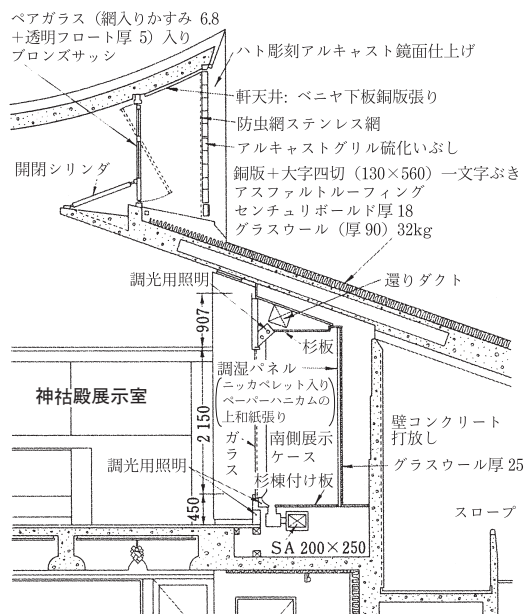 ペアガラス（網入りかすみ 6.8
＋透明フロート厚 5）入り
ブロンズサッシ
ハト彫刻アルキャスト鏡面仕上げ
軒天井: ベニヤ下板銅版張り
防虫網ステンレス網
アルキャストグリル硫化いぶし
開閉シリンダ
銅版＋大字四切（130×560）一文字ぶき
アスファルトルーフィング
センチュリボールド厚 18
グラスウール（厚 90）32kg
調光用照明
還りダクト
907
杉板
調湿パネル
（ニッカペレット入り
ペーパーハニカムの
上和紙張り）
神祜殿展示室
2 150
ガラス
南側展示
ケース
壁コンクリート
打放し
調光用照明
杉棟付け板
グラスウール厚 25
450
スロープ
SA 200×250